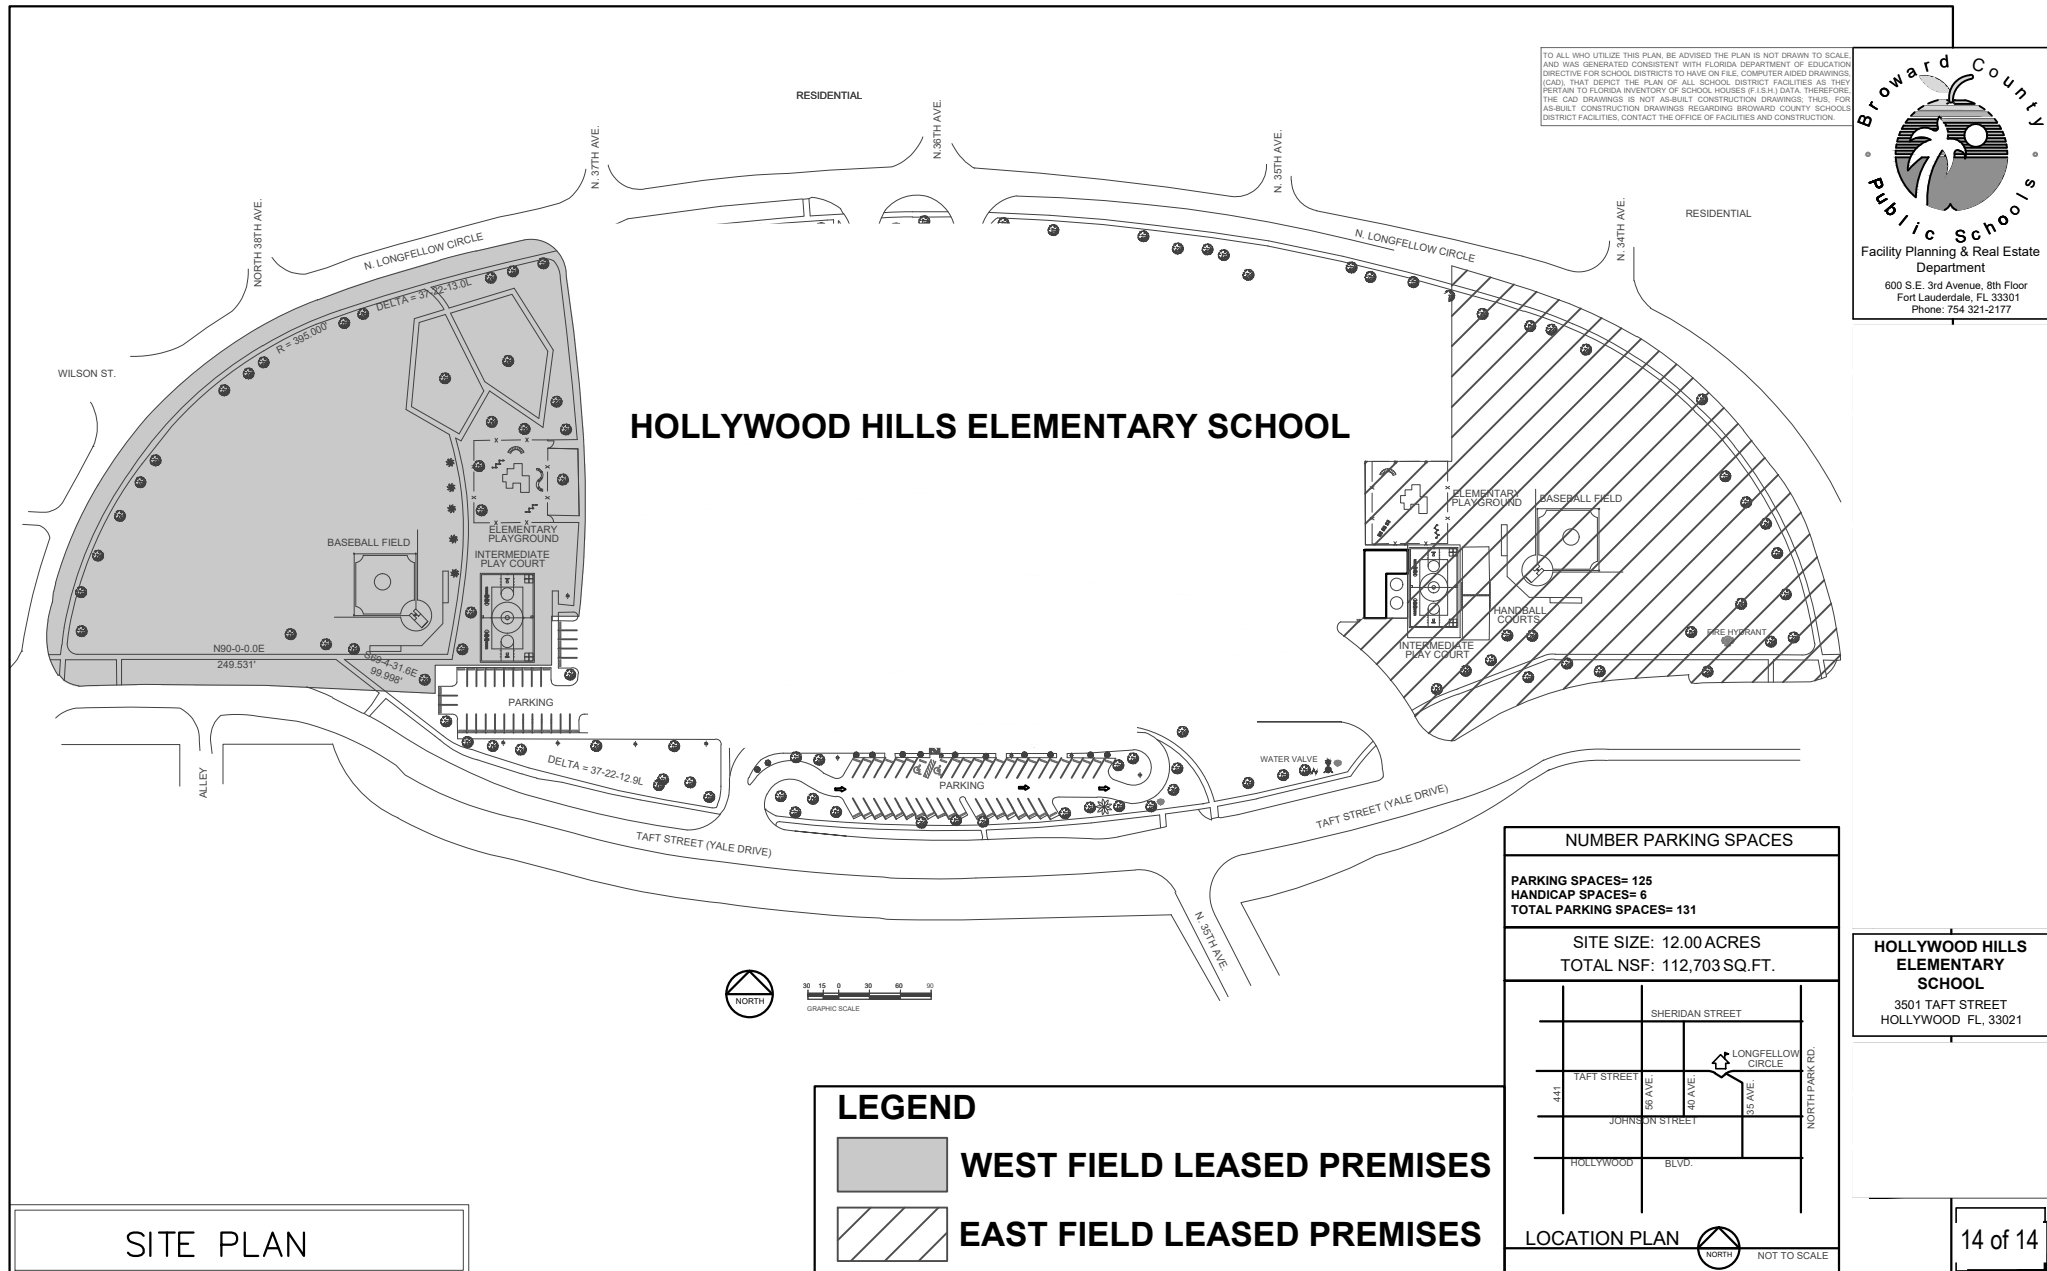 TO ALL WHO UTILIZE THIS PLAN, BE ADVISED THE PLAN IS NOT DRAWN TO SCALE,
AND WAS GENERATED CONSISTENT WITH FLORIDA DEPARTMENT OF EDUCATION
DIRECTIVE FOR SCHOOL DISTRICTS TO HAVE ON FILE, COMPUTER AIDED DRAWINGS,
(CAD), THAT DEPICT THE PLAN OF ALL SCHOOL DISTRICT FACILITIES AS THEY
PERTAIN TO FLORIDA INVENTORY OF SCHOOL HOUSES (F.I.S.H.) DATA. THEREFORE,
THE CAD DRAWINGS IS NOT AS-BUILT CONSTRUCTION DRAWINGS; THUS, FOR
AS-BUILT CONSTRUCTION DRAWINGS REGARDING BROWARD COUNTY SCHOOLS
DISTRICT FACILITIES, CONTACT THE OFFICE OF FACILITIES AND CONSTRUCTION.
Broward County
Public Schools
Facility Planning & Real Estate
Department
600 S.E. 3rd Avenue, 8th Floor
Fort Lauderdale, FL 33301
Phone: 754 321-2177
RESIDENTIAL
N. 37TH AVE.
N.36TH AVE.
N. 35TH AVE.
NORTH 38TH AVE.
N. 34TH AVE.
RESIDENTIAL
N. LONGFELLOW CIRCLE
N. LONGFELLOW CIRCLE
DELTA = 37-22-13.0L
R = 395.000'
WILSON ST.
HOLLYWOOD HILLS ELEMENTARY SCHOOL
ELEMENTARY
PLAYGROUND
BASEBALL FIELD
INTERMEDIATE
PLAY COURT
ELEMENTARY
PLAYGROUND
BASEBALL FIELD
HANDBALL
COURTS
FIRE HYDRANT
INTERMEDIATE
PLAY COURT
N90-0-0.0E
249.531'
S69-4-31.6E
99.998'
PARKING
ALLEY
DELTA = 37-22-12.9L
PARKING
WATER VALVE
TAFT STREET (YALE DRIVE)
TAFT STREET (YALE DRIVE)
N. 35TH AVE.
NORTH
30 15 0 30 60 90
GRAPHIC SCALE
NUMBER PARKING SPACES
PARKING SPACES= 125
HANDICAP SPACES= 6
TOTAL PARKING SPACES= 131
SITE SIZE: 12.00 ACRES
TOTAL NSF: 112,703 SQ.FT.
SHERIDAN STREET
LONGFELLOW
CIRCLE
TAFT STREET
441
56 AVE.
40 AVE.
35 AVE.
NORTH PARK RD.
JOHNSON STREET
HOLLYWOOD BLVD.
LOCATION PLAN
NORTH
NOT TO SCALE
HOLLYWOOD HILLS
ELEMENTARY
SCHOOL
3501 TAFT STREET
HOLLYWOOD FL, 33021
LEGEND
WEST FIELD LEASED PREMISES
EAST FIELD LEASED PREMISES
SITE PLAN
14 of 14